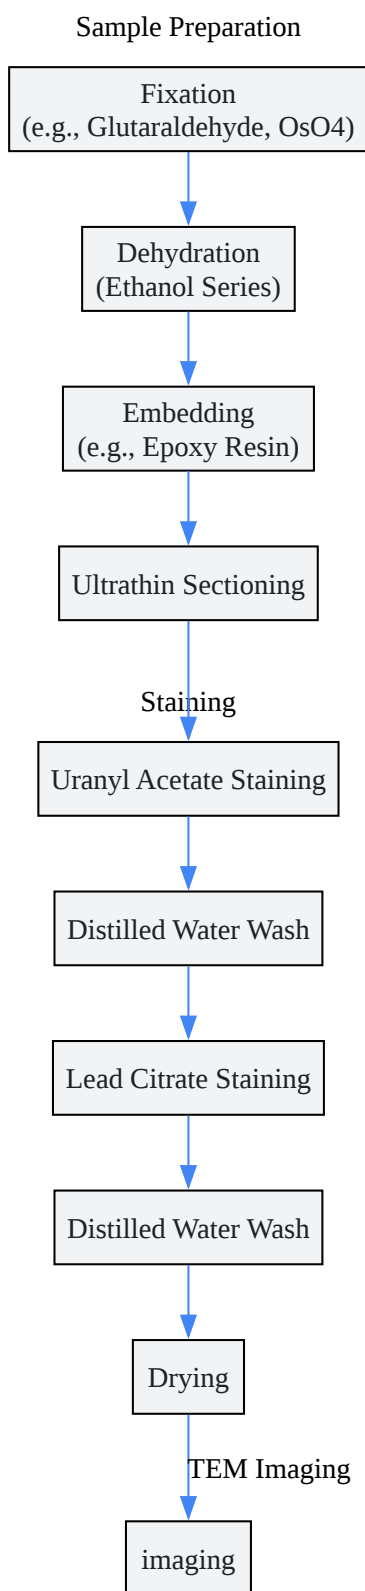 Sample Preparation
Fixation
(e.g., Glutaraldehyde, OsO4)
Dehydration
(Ethanol Series)
Embedding
(e.g., Epoxy Resin)
Ultrathin Sectioning
Staining
Uranyl Acetate Staining
Distilled Water Wash
Lead Citrate Staining
Distilled Water Wash
Drying
TEM Imaging
imaging